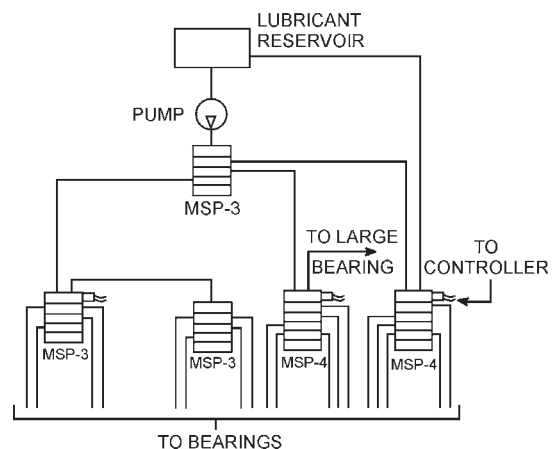 LUBRICANT
RESERVOIR
PUMP
MSP-3
TO LARGE
BEARING
TO
CONTROLLER
MSP-3
MSP-3
MSP-4
MSP-4
TO BEARINGS